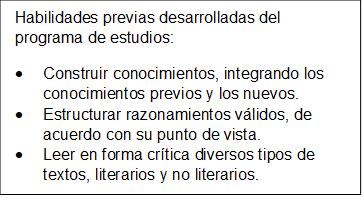 Habilidades previas desarrolladas del
programa de estudios:
• Construir conocimientos, integrando los
conocimientos previos y los nuevos.
• Estructurar razonamientos válidos, de
acuerdo con su punto de vista.
• Leer en forma crítica diversos tipos de
textos, literarios y no literarios.